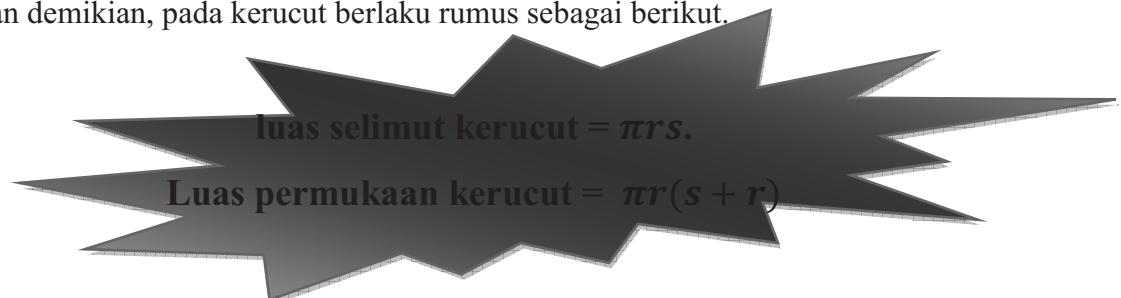 an demikian, pada kerucut berlaku rumus sebagai berikut.
luas selimut kerucut = πrs.
Luas permukaan kerucut = πr(s + r)